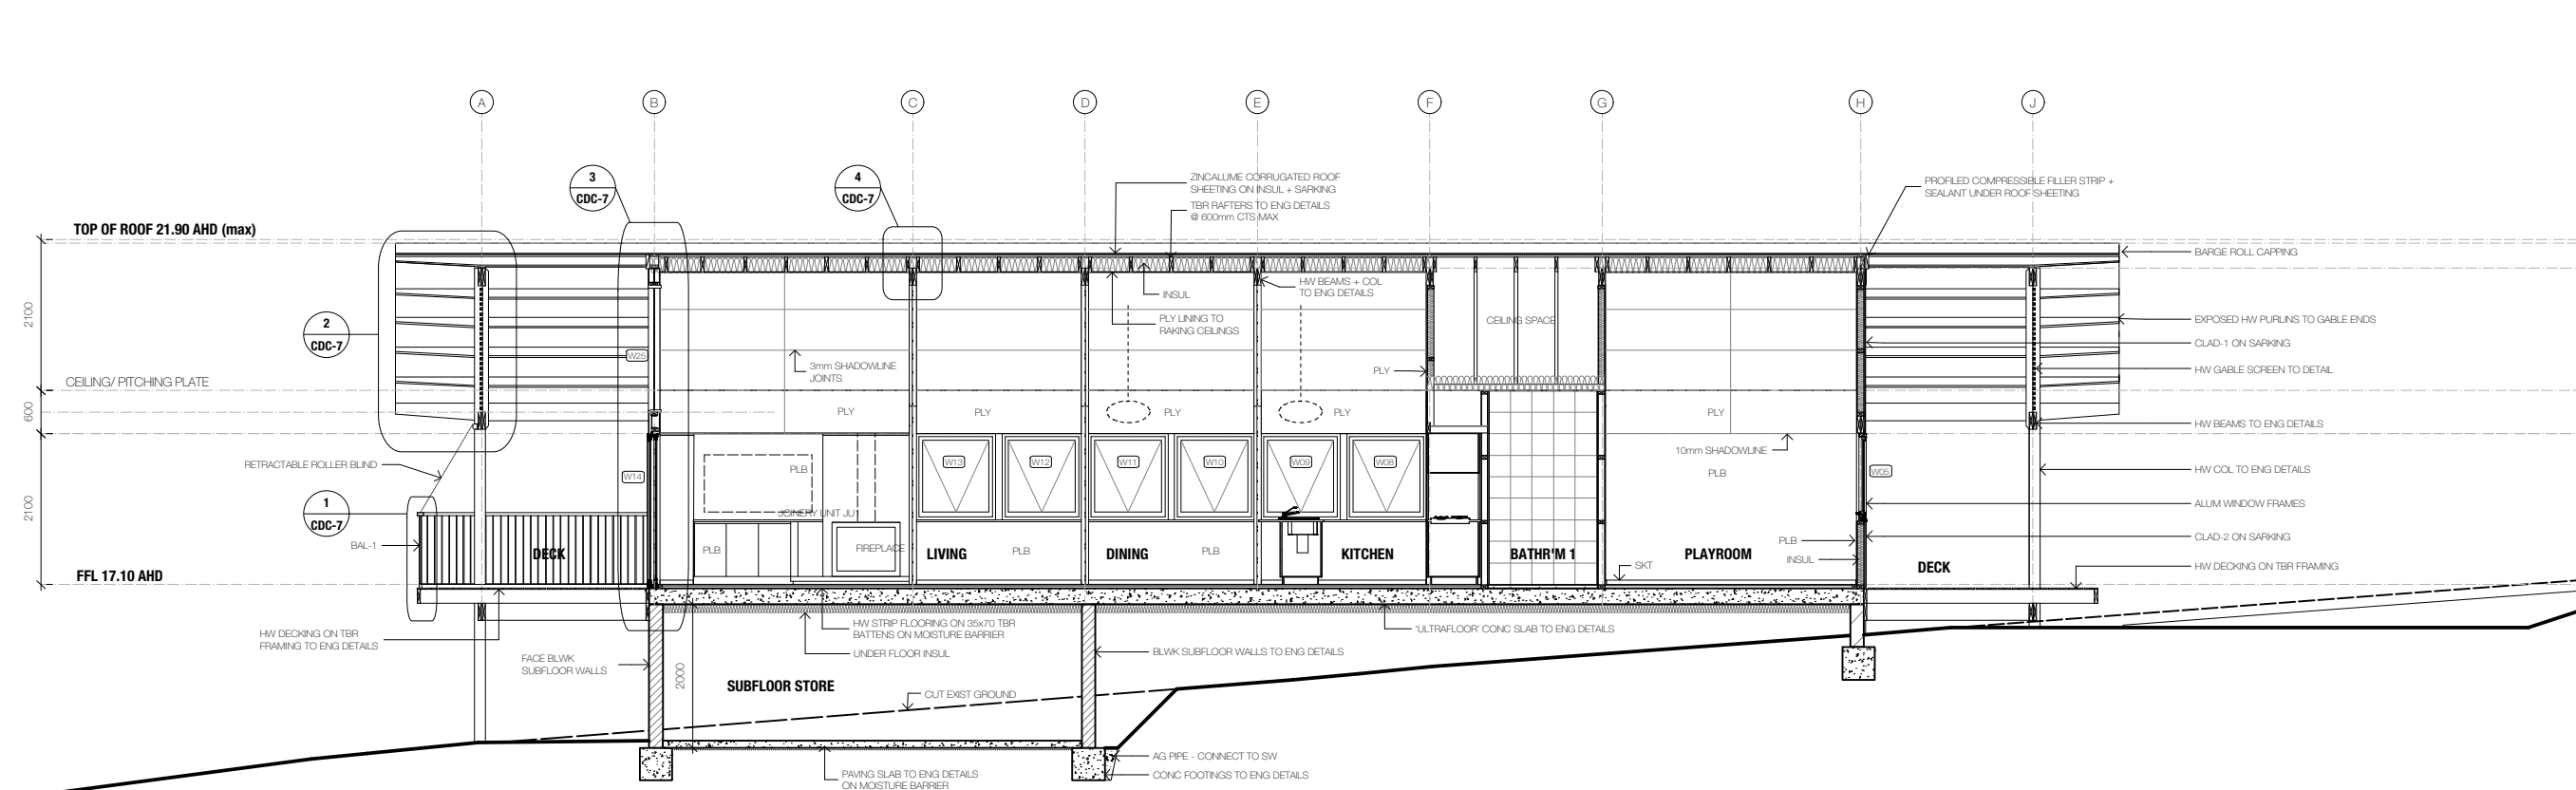 A
B
C
D
E
F
G
H
J
3
CDC-7
4
CDC-7
ZINCALUME CORRUGATED ROOF
SHEETING ON INSUL + SARKING
TBR RAFTERS TO ENG DETAILS
@ 600mm CTS MAX
PROFILED COMPRESSIBLE FILLER STRIP +
SEALANT UNDER ROOF SHEETING
TOP OF ROOF 21.90 AHD (max)
BARGE ROLL CAPPING
INSUL
HW BEAMS + COL
TO ENG DETAILS
2100
2
CDC-7
PLY LINING TO
RAKING CEILINGS
CEILING SPACE
EXPOSED HW PURLINS TO GABLE ENDS
CLAD-1 ON SARKING
W25
3mm SHADOWLINE
JOINTS
PLY
HW GABLE SCREEN TO DETAIL
CEILING/ PITCHING PLATE
600
PLY
PLY
PLY
PLY
PLY
HW BEAMS TO ENG DETAILS
10mm SHADOWLINE
RETRACTABLE ROLLER BLIND
W14
PLB
W13
W12
W11
W10
W09
W08
PLB
W05
HW COL TO ENG DETAILS
2100
1
CDC-7
JOINERY UNIT JU1
ALUM WINDOW FRAMES
BAL-1
DECK
PLB
FIREPLACE
LIVING
PLB
DINING
PLB
KITCHEN
BATHR'M 1
PLAYROOM
PLB
INSUL
CLAD-2 ON SARKING
SKT
DECK
HW DECKING ON TBR FRAMING
FFL 17.10 AHD
HW DECKING ON TBR
FRAMING TO ENG DETAILS
HW STRIP FLOORING ON 35x70 TBR
BATTENS ON MOISTURE BARRIER
'ULTRAFLOOR' CONC SLAB TO ENG DETAILS
UNDER FLOOR INSUL
FACE BLWK
SUBFLOOR WALLS
BLWK SUBFLOOR WALLS TO ENG DETAILS
2000
SUBFLOOR STORE
CUT EXIST GROUND
AG PIPE - CONNECT TO SW
PAVING SLAB TO ENG DETAILS
ON MOISTURE BARRIER
CONC FOOTINGS TO ENG DETAILS